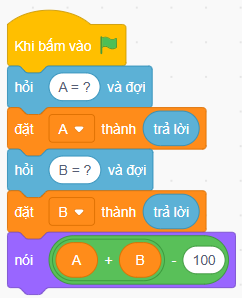 Khi bấm vào
hỏi A = ? và đợi
đặt A thành trả lời
hỏi B = ? và đợi
đặt B thành trả lời
nói A + B - 100